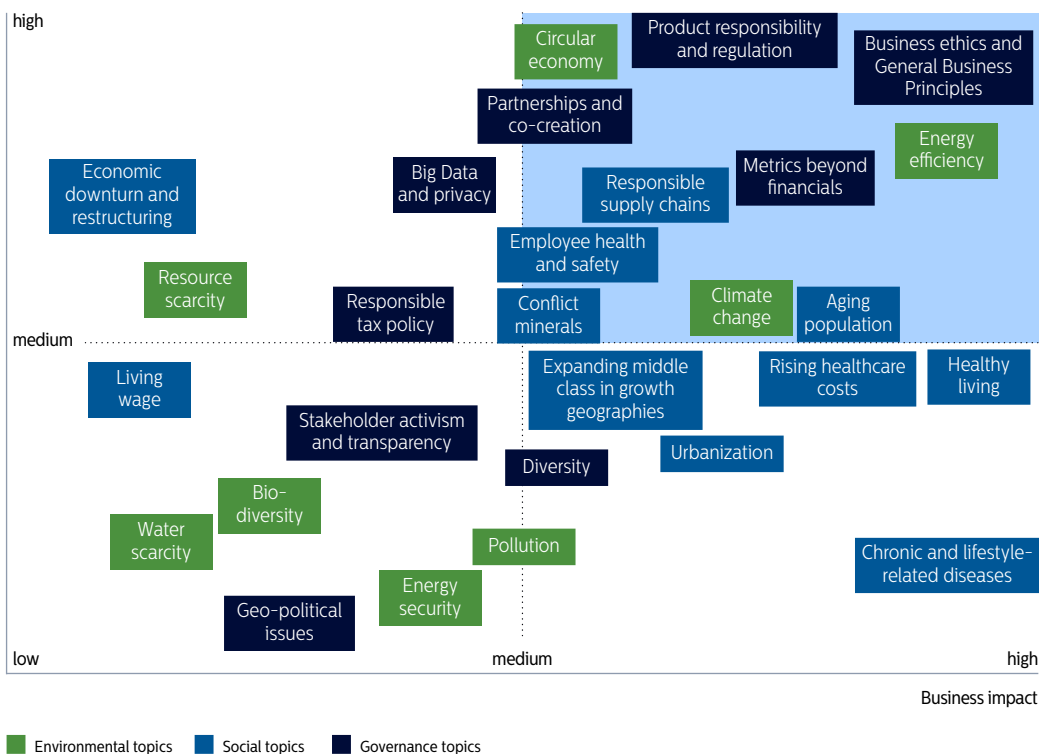 high
Circular
economy
Product responsibility
and regulation
Business ethics and
General Business
Principles
Partnerships and
co-creation
Energy
efficiency
Economic
downturn and
restructuring
Big Data
and privacy
Responsible
supply chains
Metrics beyond
financials
Employee health
and safety
Resource
scarcity
Responsible
tax policy
Conflict
minerals
Climate
change
Aging
population
medium
Living
wage
Expanding middle
class in growth
geographies
Rising healthcare
costs
Healthy
living
Stakeholder activism
and transparency
Urbanization
Diversity
Bio-
diversity
Water
scarcity
Pollution
Chronic and lifestyle-
related diseases
Energy
security
Geo-political
issues
low
medium
high
Business impact
Environmental topics
Social topics
Governance topics